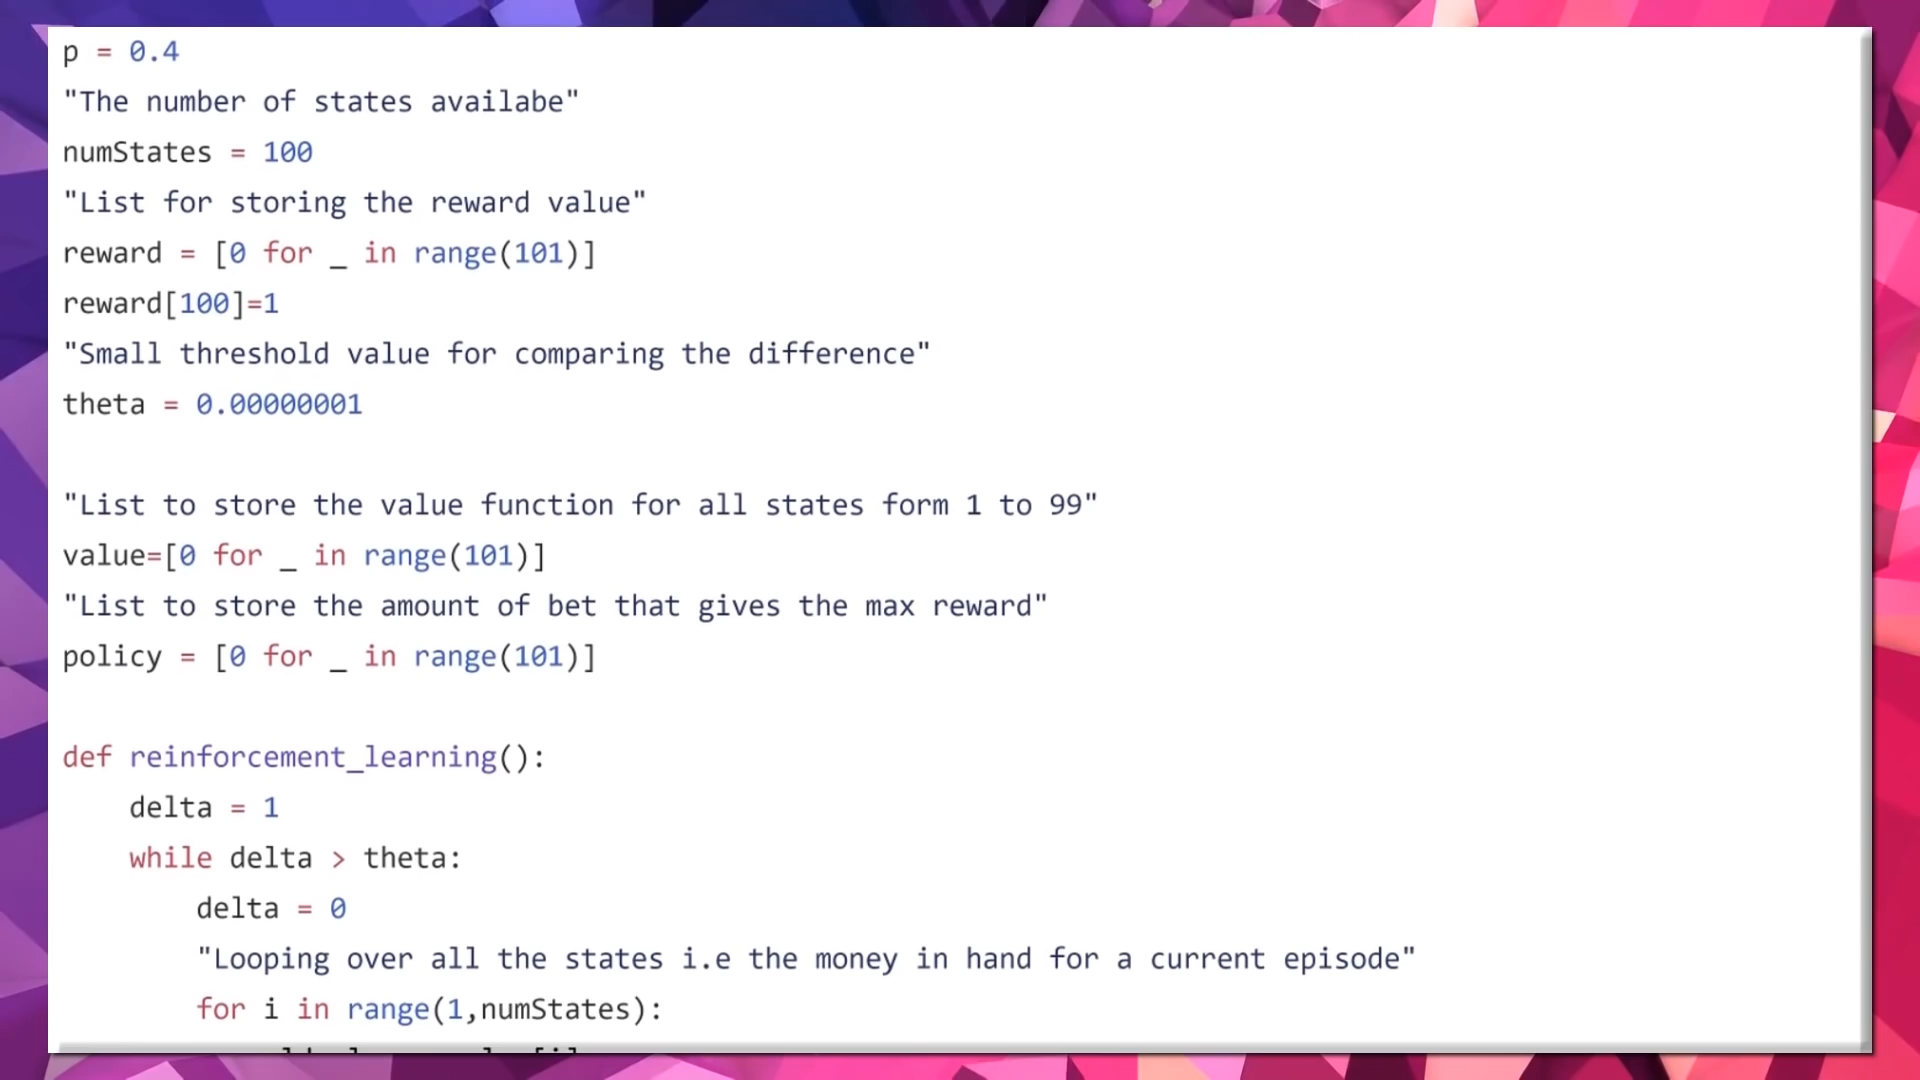 p = 0.4
"The number of states availabe"
numStates = 100
"List for storing the reward value"
reward = [0 for _ in range(101)]
reward[100]=1
"Small threshold value for comparing the difference"
theta = 0.00000001
"List to store the value function for all states form 1 to 99"
value=[0 for _ in range(101)]
"List to store the amount of bet that gives the max reward"
policy = [0 for _ in range(101)]
def reinforcement_learning():
delta = 1
while delta > theta:
delta = 0
"Looping over all the states i.e the money in hand for a current episode"
for i in range(1,numStates):